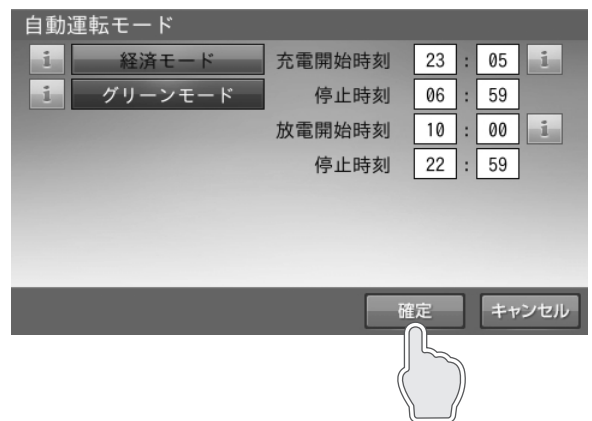 自動運転モード
i 経済モード 充電開始時刻 23 : 05 i
i グリーンモード 停止時刻 06 : 59
放電開始時刻 10 : 00 i
停止時刻 22 : 59
確定 キャンセル